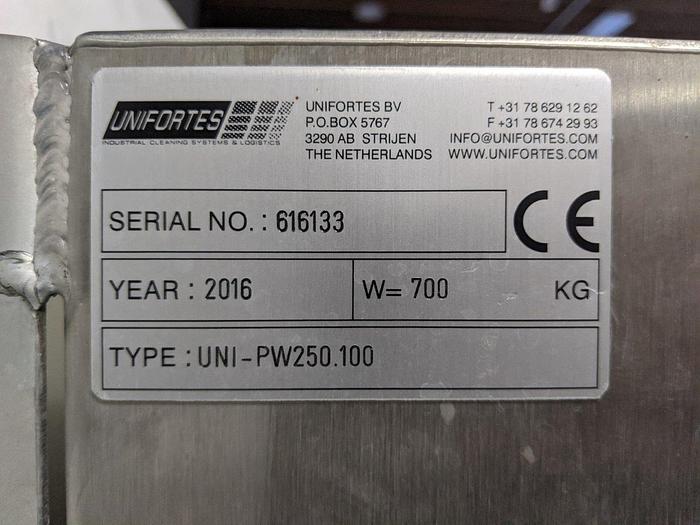 UNIFORTES
INDUSTRIAL CLEANING SYSTEMS & LOGISTICS
UNIFORTES BV
P.O.BOX 5767
3290 AB STRIJEN
THE NETHERLANDS
T +31 78 629 12 62
F +31 78 674 29 93
INFO@UNIFORTES.COM
WWW.UNIFORTES.COM
SERIAL NO. : 616133
CE
YEAR : 2016
W= 700 KG
TYPE : UNI-PW250.100